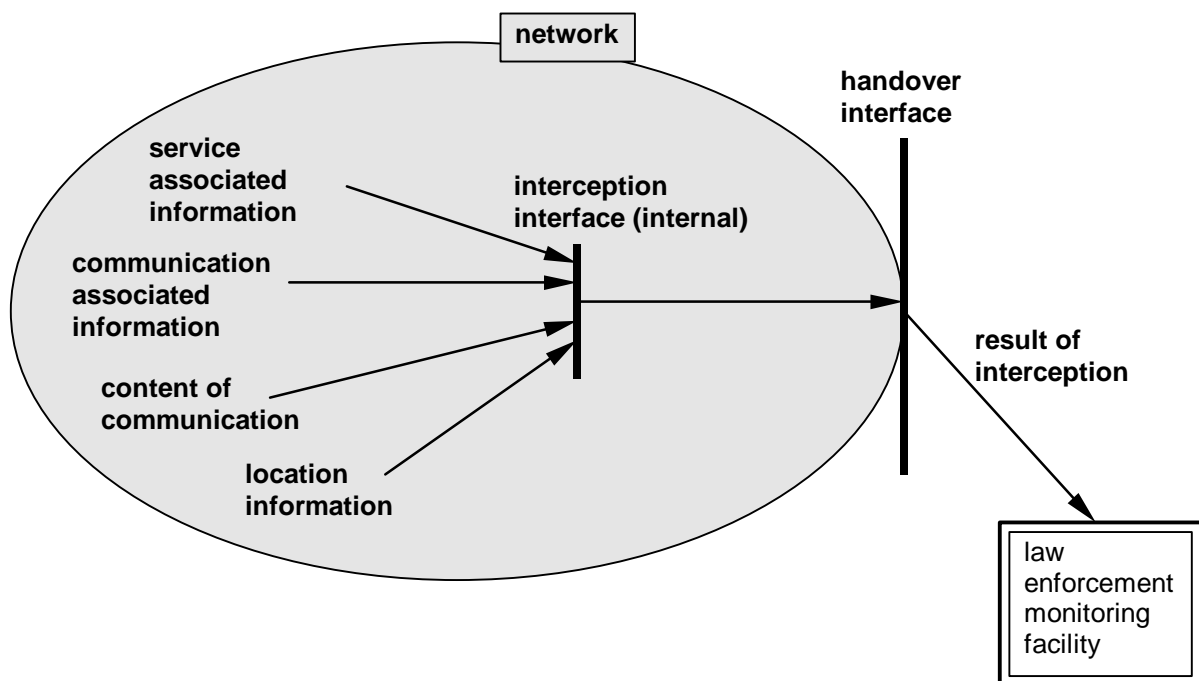 network
handover
interface
service
associated
information
interception
interface (internal)
communication
associated
information
result of
interception
content of
communication
location
information
law
enforcement
monitoring
facility